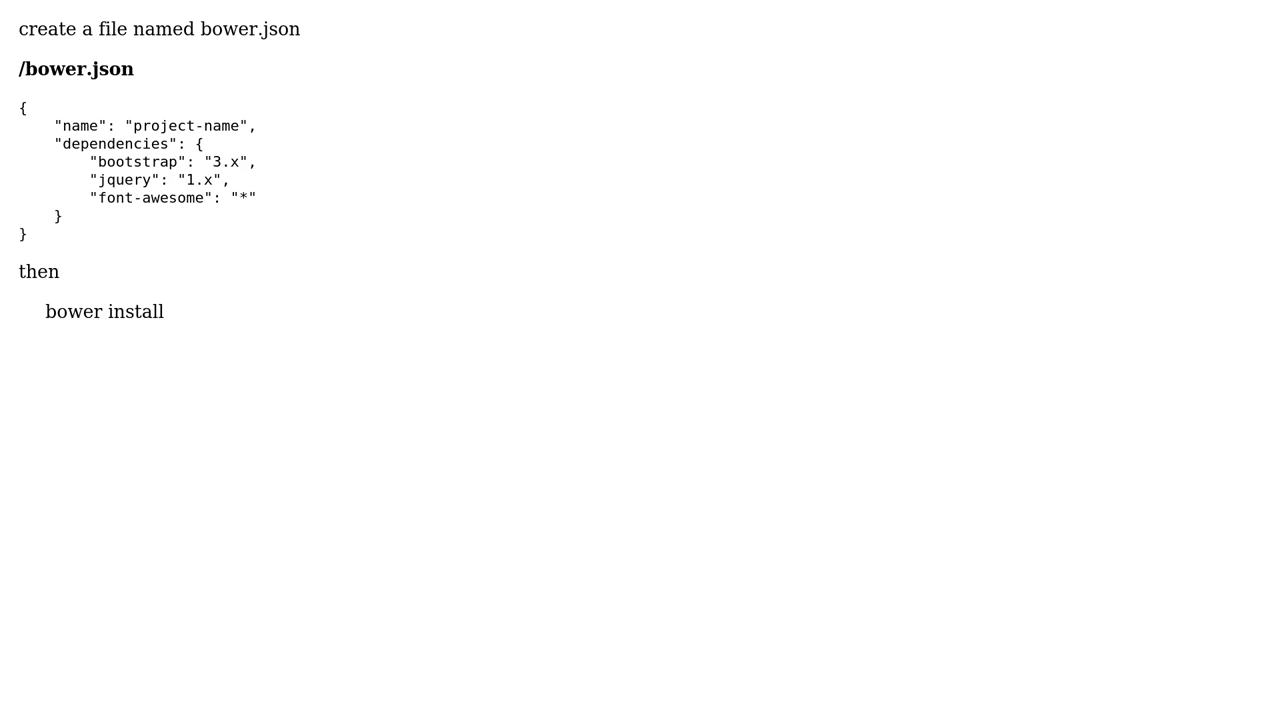 create a file named bower.json
/bower.json
{
    "name": "project-name",
    "dependencies": {
        "bootstrap": "3.x",
        "jquery": "1.x",
        "font-awesome": "*"
    }
}
then
bower install